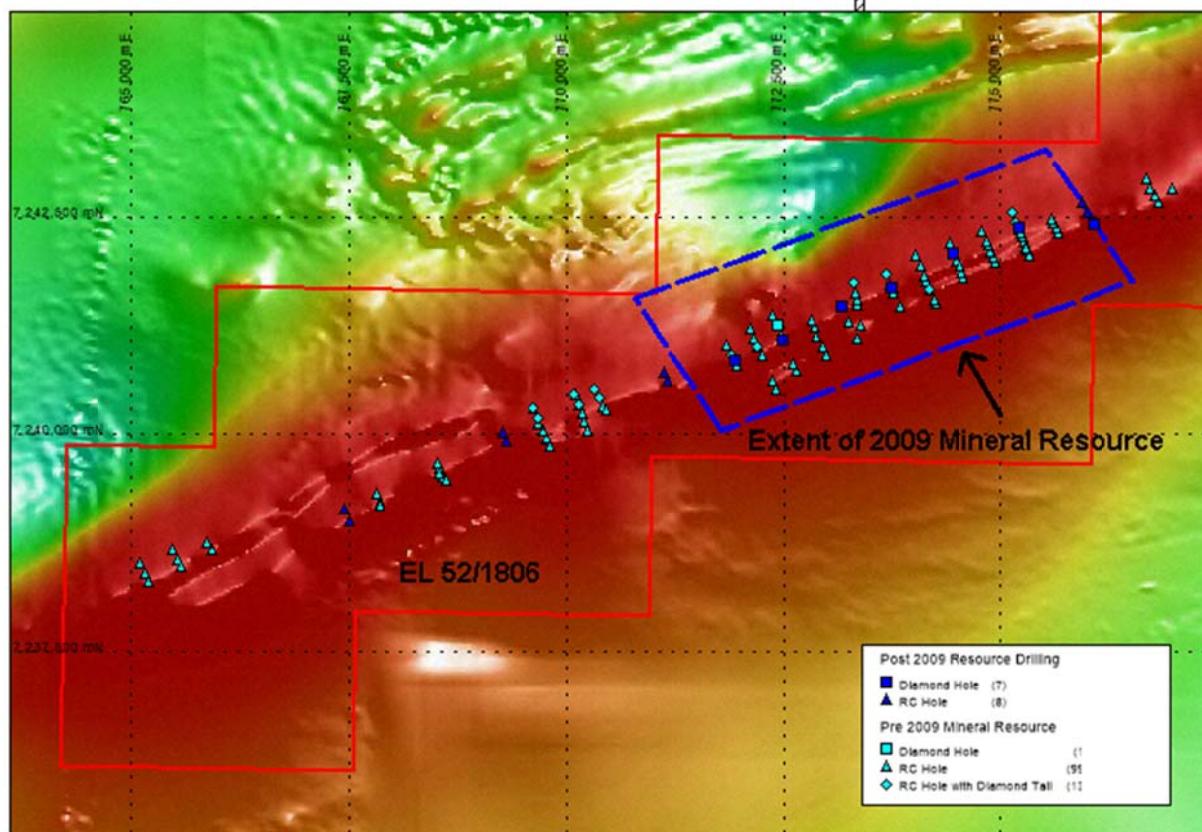 765,000 mE
767,500 mE
770,000 mE
772,500 mE
775,000 mE
7,242,500 mN
7,240,000 mN
Extent of 2009 Mineral Resource
EL 52/1806
7,237,500 mN
Post 2009 Resource Drilling
Diamond Hole (7)
RC Hole (8)
Pre 2009 Mineral Resource
Diamond Hole (1
RC Hole
RC Hole with Diamond Tail